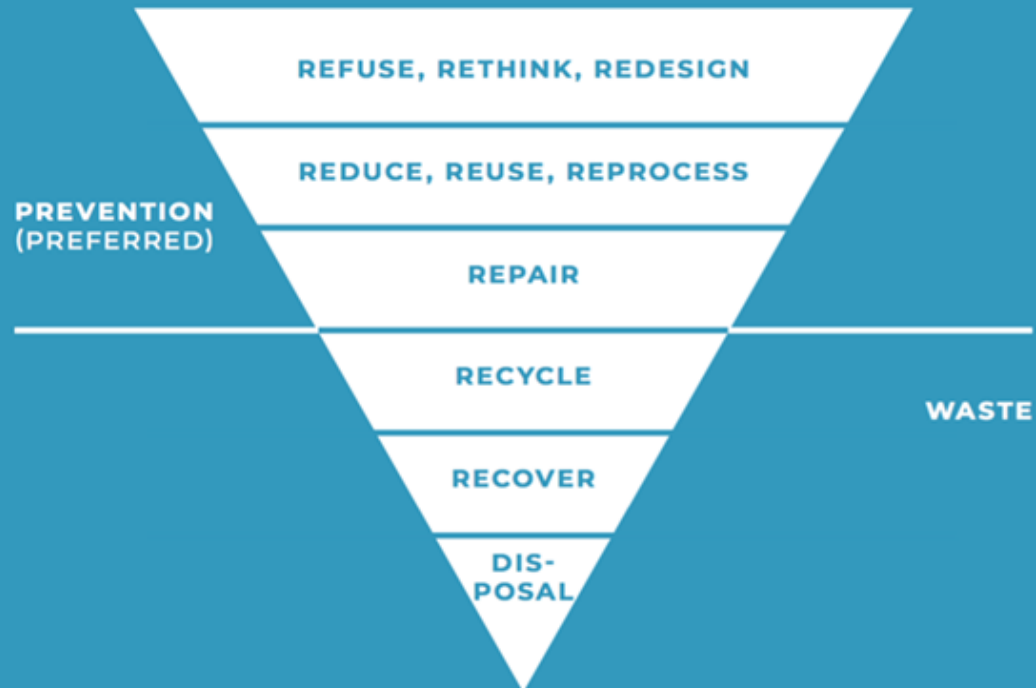 REFUSE, RETHINK, REDESIGN
REDUCE, REUSE, REPROCESS
PREVENTION
(PREFERRED)
REPAIR
RECYCLE
WASTE
RECOVER
DIS-
POSAL